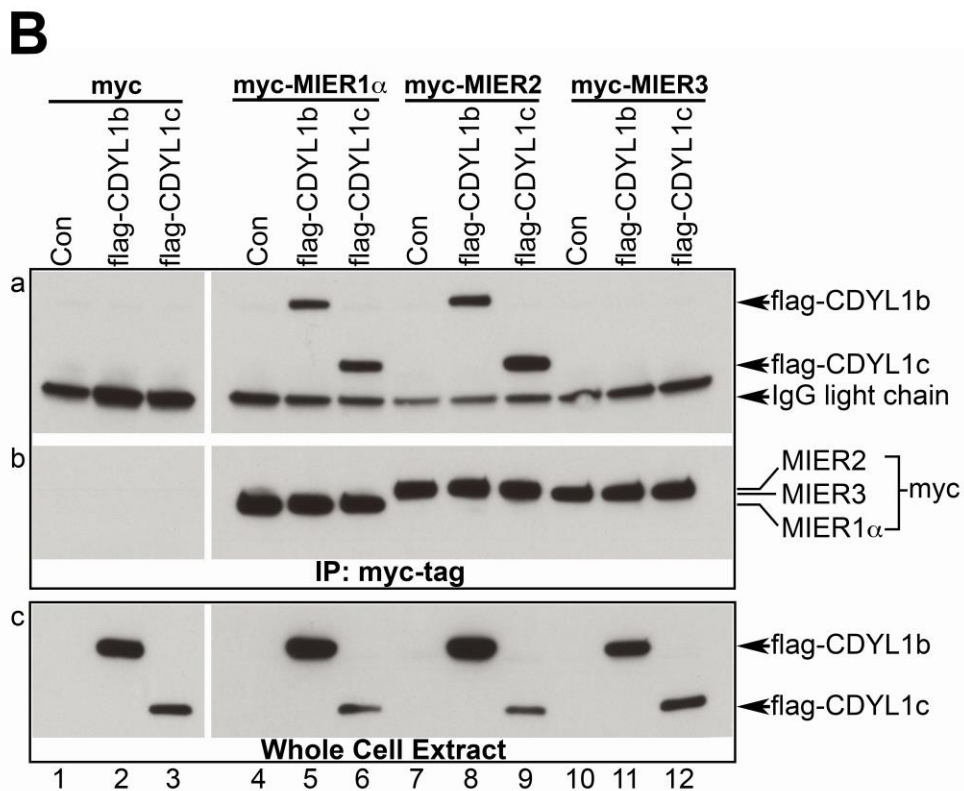 B
myc myc-MIER1α myc-MIER2 myc-MIER3
Con flag-CDYL1b flag-CDYL1c Con flag-CDYL1b flag-CDYL1c Con flag-CDYL1b flag-CDYL1c Con flag-CDYL1b flag-CDYL1c
a
flag-CDYL1b
flag-CDYL1c
IgG light chain
b
MIER2
MIER3
MIER1α
myc
IP: myc-tag
c
flag-CDYL1b
flag-CDYL1c
Whole Cell Extract
1 2 3 4 5 6 7 8 9 10 11 12